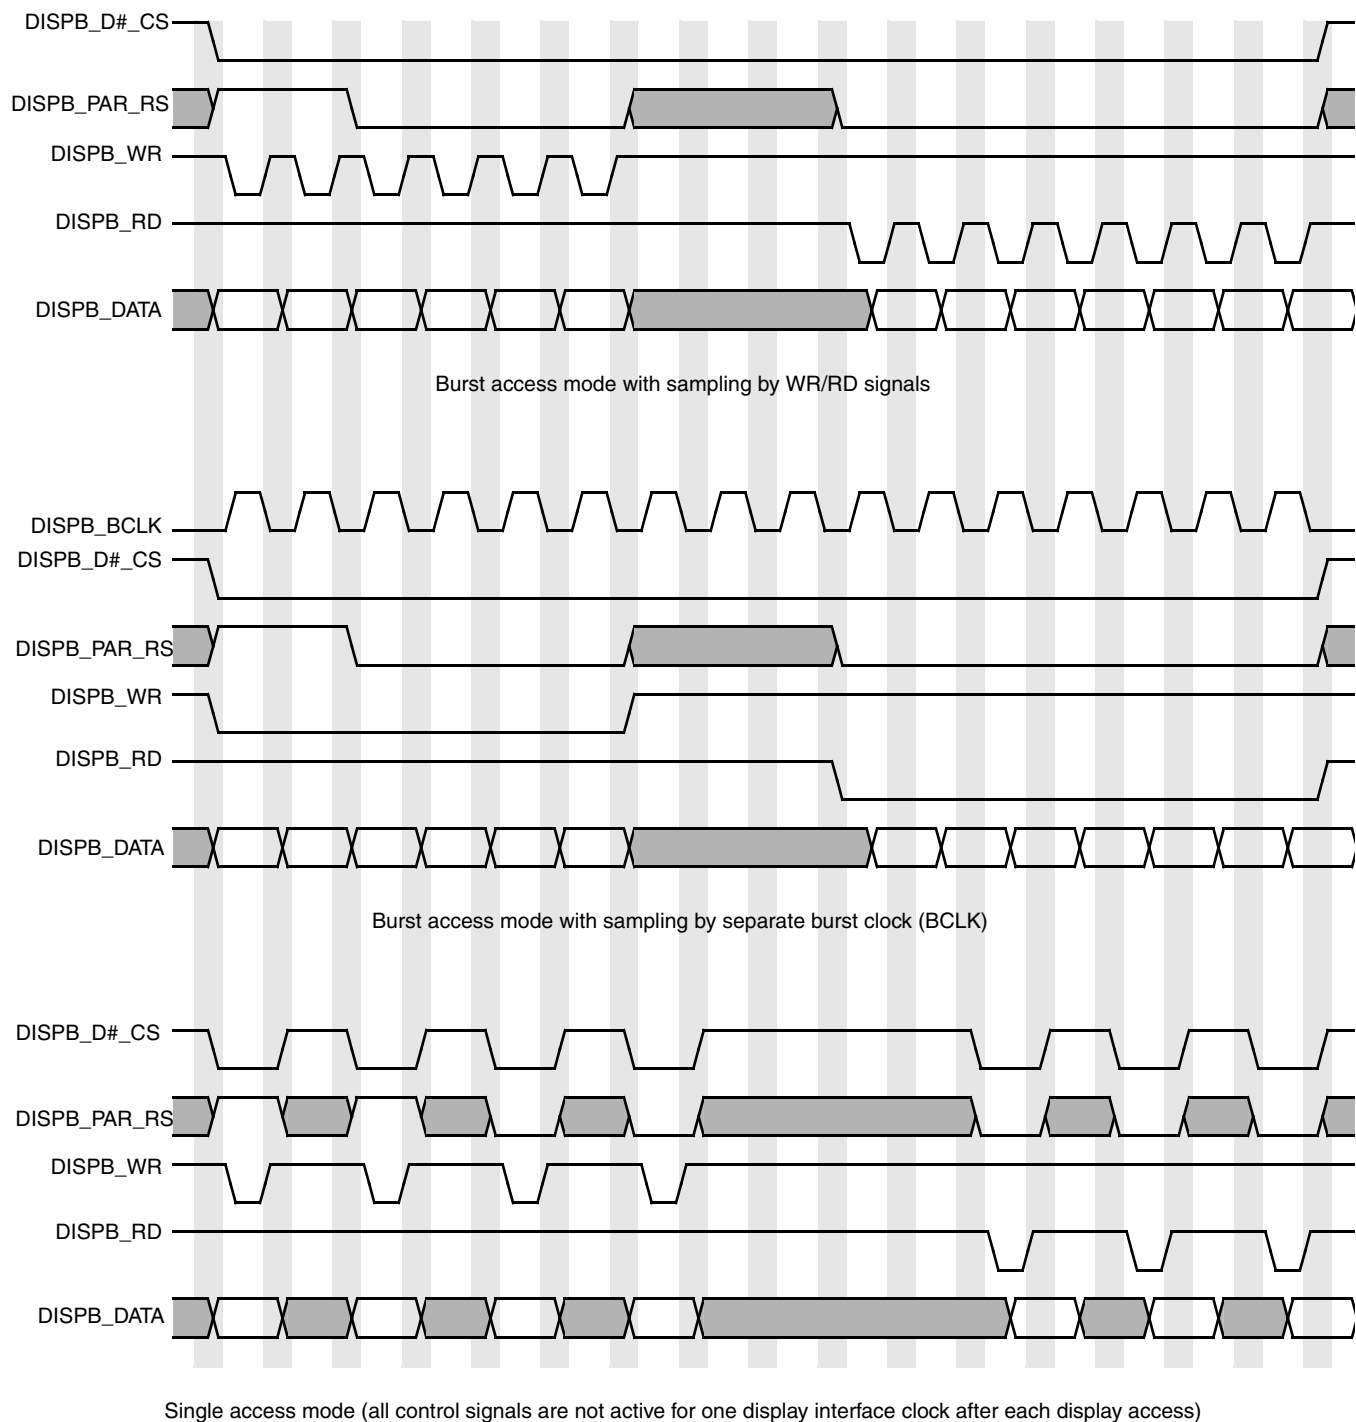 DISPB_D#_CS
DISPB_PAR_RS
DISPB_WR
DISPB_RD
DISPB_DATA
Burst access mode with sampling by WR/RD signals
DISPB_BCLK
DISPB_D#_CS
DISPB_PAR_RS
DISPB_WR
DISPB_RD
DISPB_DATA
Burst access mode with sampling by separate burst clock (BCLK)
DISPB_D#_CS
DISPB_PAR_RS
DISPB_WR
DISPB_RD
DISPB_DATA
Single access mode (all control signals are not active for one display interface clock after each display access)